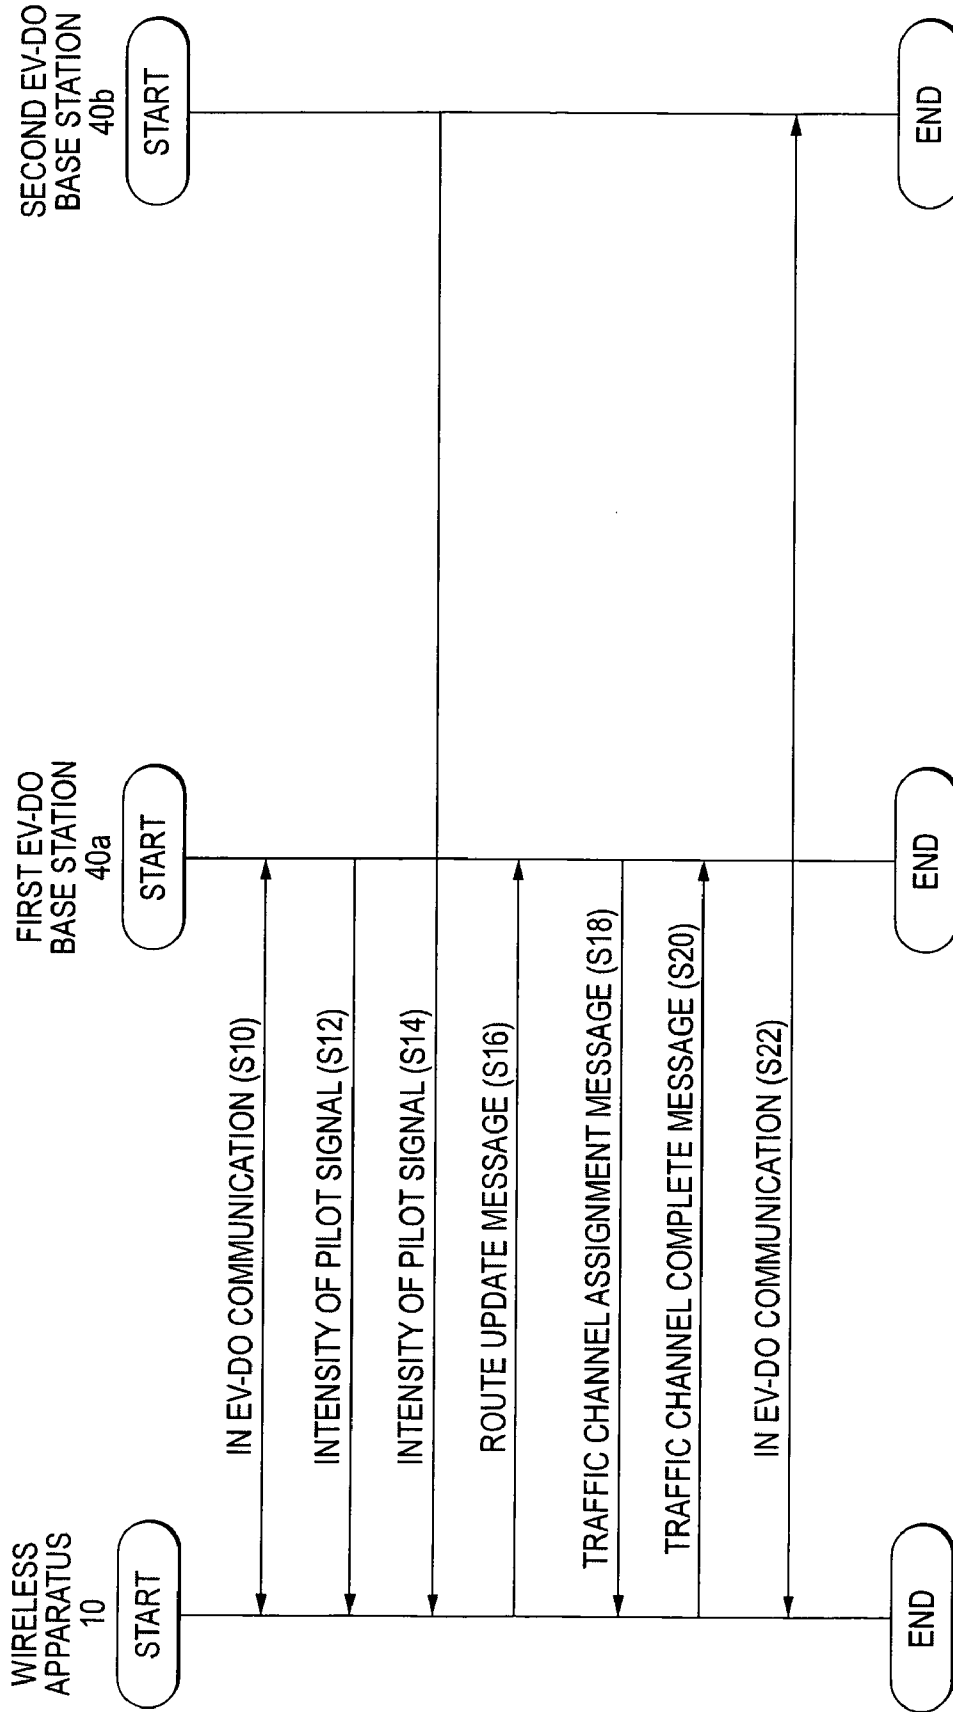 WIRELESS
APPARATUS
10
FIRST EV-DO
BASE STATION
40a
SECOND EV-DO
BASE STATION
40b
START
START
START
IN EV-DO COMMUNICATION (S10)
INTENSITY OF PILOT SIGNAL (S12)
INTENSITY OF PILOT SIGNAL (S14)
ROUTE UPDATE MESSAGE (S16)
TRAFFIC CHANNEL ASSIGNMENT MESSAGE (S18)
TRAFFIC CHANNEL COMPLETE MESSAGE (S20)
IN EV-DO COMMUNICATION (S22)
END
END
END